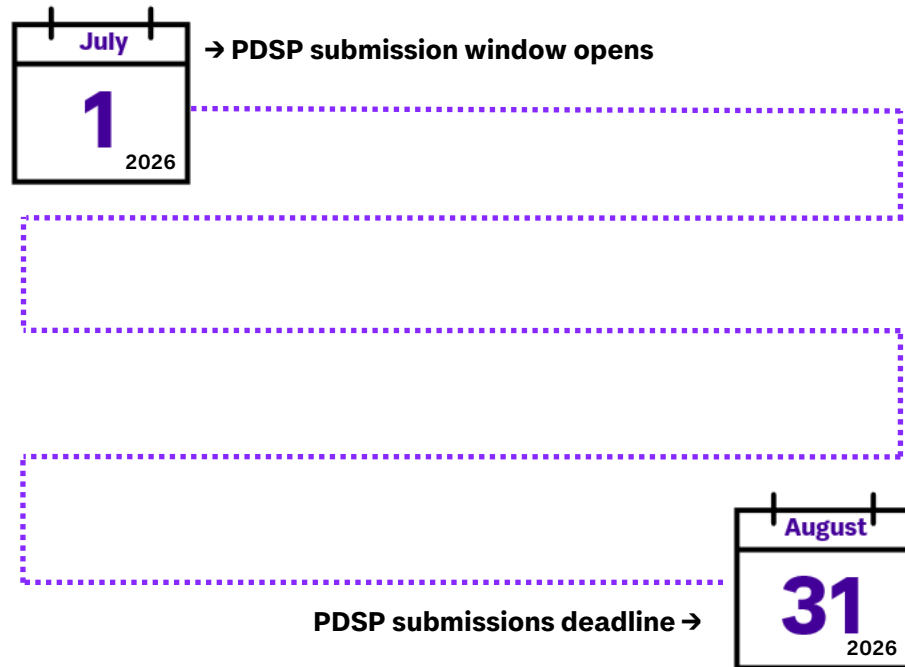 July
1
2026
→ PDSP submission window opens
August
31
2026
PDSP submissions deadline →